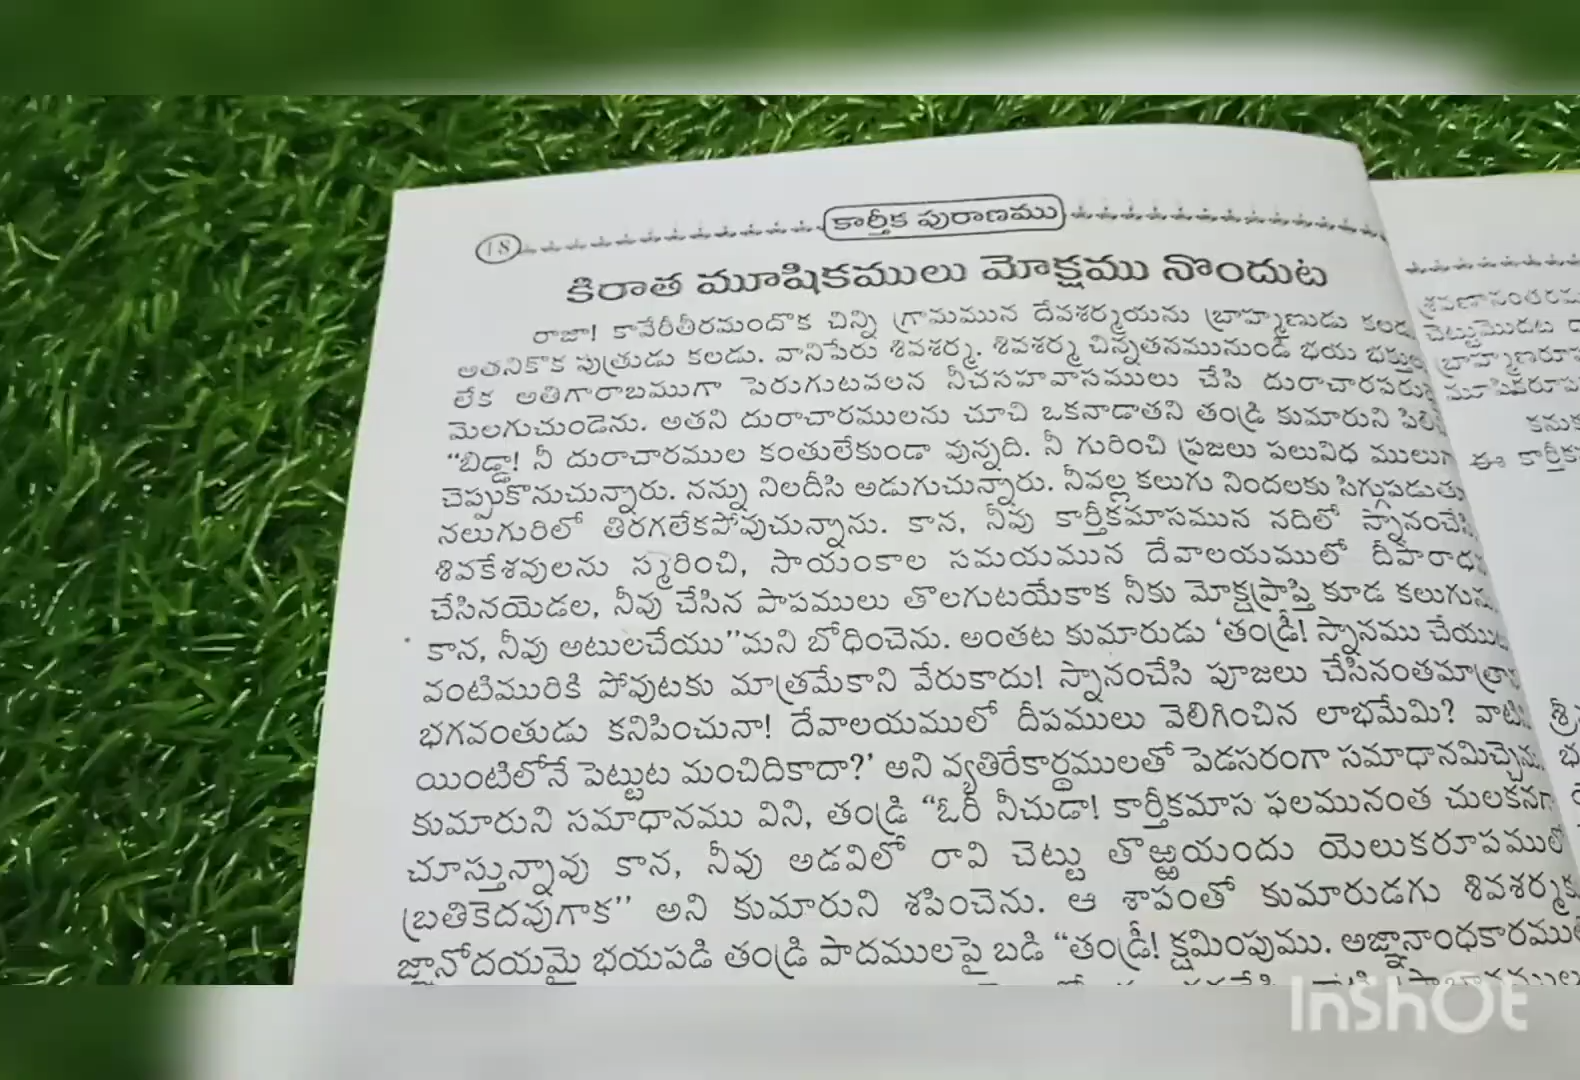 18
కార్తీక పురాణము
కిరాత మూషికములు మోక్షము నొందుట
రాజా! కావేరీతీరమందొక చిన్ని గ్రామమున దేవశర్మయను బ్రాహ్మణుడు
అతనికొక పుత్రుడు కలడు. వానిపేరు శివశర్మ. శివశర్మ చిన్నతనమునుండి భయ
లేక అతిగారాబముగా పెరుగుటవలన నీచసహవాసములు చేసి
మెలగుచుండెను. అతని దురాచారములను చూచి ఒకనాడాతని తండ్రి కుమారుని
"బిడ్డా! నీ దురాచారముల కంతులేకుండా వున్నది. నీ గురించి ప్రజలు పలువిధ
చెప్పుకొనుచున్నారు. నన్ను నిలదీసి అడుగుచున్నారు. నీవల్ల కలుగు నిందలకు
నలుగురిలో తిరగలేకపోవుచున్నాను. కాన, నీవు కార్తీకమాసమున నదిలో
శివకేశవులను స్మరించి, సాయంకాల సమయమున దేవాలయములో
చేసినయెడల, నీవు చేసిన పాపములు తొలగుటయేకాక నీకు మోక్షప్రాప్తి కూడ
కాన, నీవు అటులచేయు"మని బోధించెను. అంతట కుమారుడు 'తండ్రీ! స్నానము
వంటిమురికి పోవుటకు మాత్రమేకాని వేరుకాదు! స్నానంచేసి పూజలు
భగవంతుడు కనిపించునా! దేవాలయములో దీపములు వెలిగించిన లాభమేమి?
యింటిలోనే పెట్టుట మంచిదికాదా?' అని వ్యతిరేకార్థములతో పెడసరంగా సమాధానమిచ్చెను.
కుమారుని సమాధానము విని, తండ్రి "ఓరీ నీచుడా! కార్తీకమాస ఫలమునంత
చూస్తున్నావు కాన, నీవు అడవిలో రావి చెట్టు తొఱ్ఱయందు యెలుకరూపములో
బ్రతికెదవుగాక" అని కుమారుని శపించెను. ఆ శాపంతో కుమారుడగు
జ్ఞానోదయమై భయపడి తండ్రి పాదములపై బడి "తండ్రీ! క్షమింపుము.
చెట్టుమొదట
ఈ
InShOt